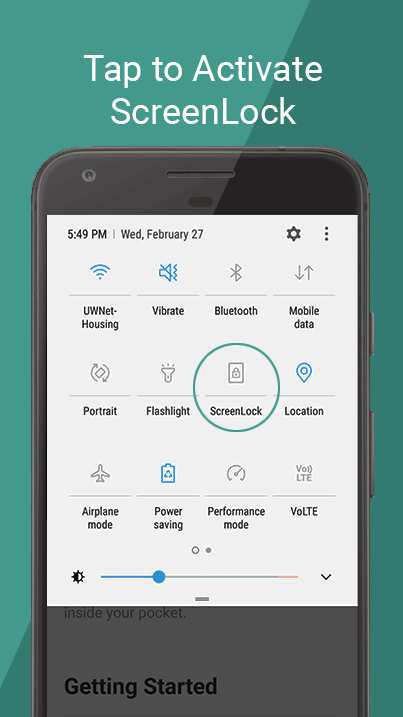 Tap to Activate
ScreenLock
5:49 PM | Wed, February 27
UWNet-
Housing
Vibrate
Bluetooth
Mobile
data
Portrait
Flashlight
ScreenLock
Location
Vo))
LTE
Airplane
mode
Power
saving
Performance
mode
VoLTE
inside your pocket.
Getting Started